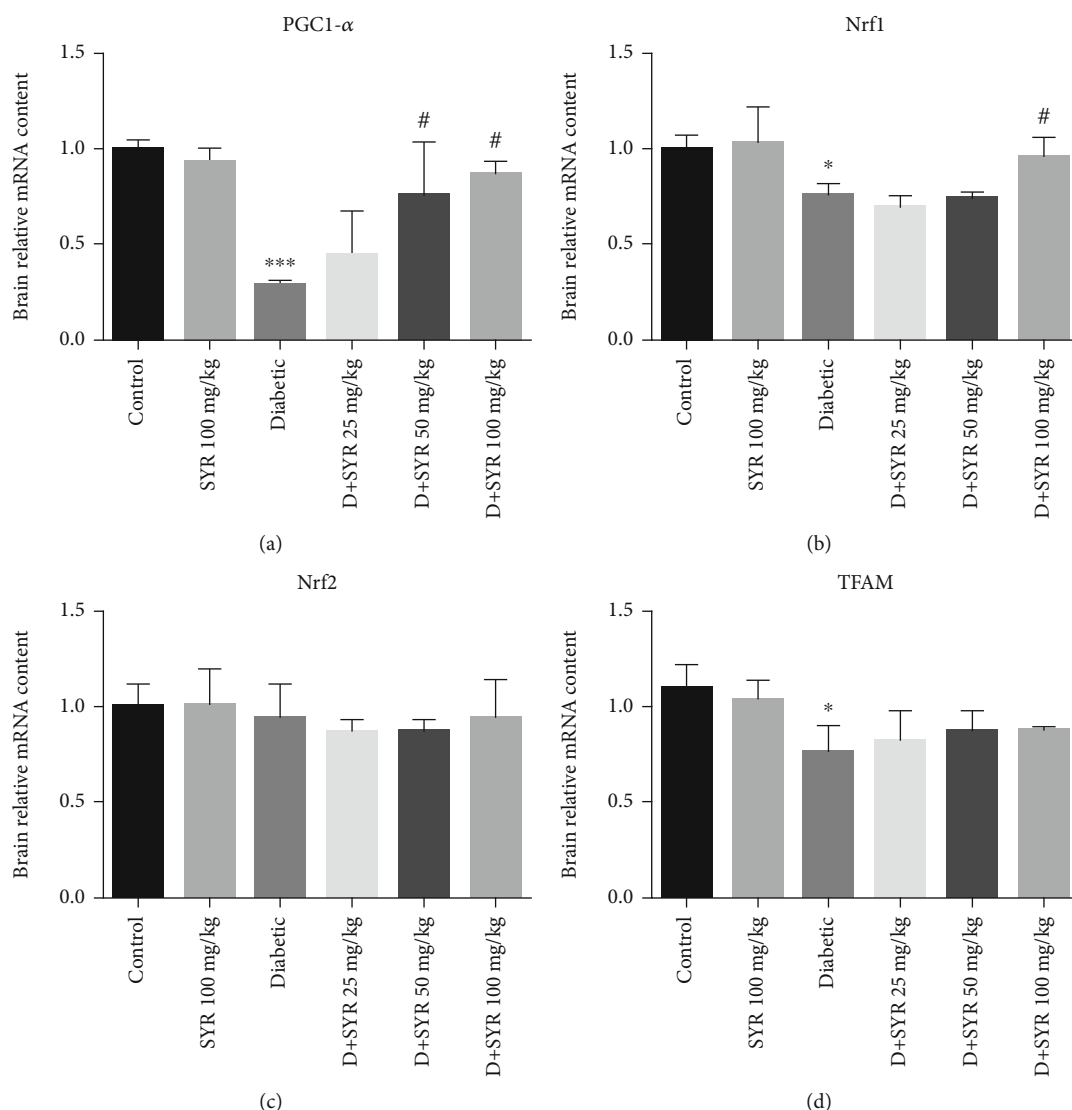 PGC1-α
Brain relative mRNA content
1.5
1.0
0.5
0.0
***
#
#
Control
SYR 100 mg/kg
Diabetic
D+SYR 25 mg/kg
D+SYR 50 mg/kg
D+SYR 100 mg/kg
(a)
Nrf1
Brain relative mRNA content
1.5
1.0
0.5
0.0
*
#
Control
SYR 100 mg/kg
Diabetic
D+SYR 25 mg/kg
D+SYR 50 mg/kg
D+SYR 100 mg/kg
(b)
Nrf2
Brain relative mRNA content
1.5
1.0
0.5
0.0
Control
SYR 100 mg/kg
Diabetic
D+SYR 25 mg/kg
D+SYR 50 mg/kg
D+SYR 100 mg/kg
(c)
TFAM
Brain relative mRNA content
1.5
1.0
0.5
0.0
*
Control
SYR 100 mg/kg
Diabetic
D+SYR 25 mg/kg
D+SYR 50 mg/kg
D+SYR 100 mg/kg
(d)